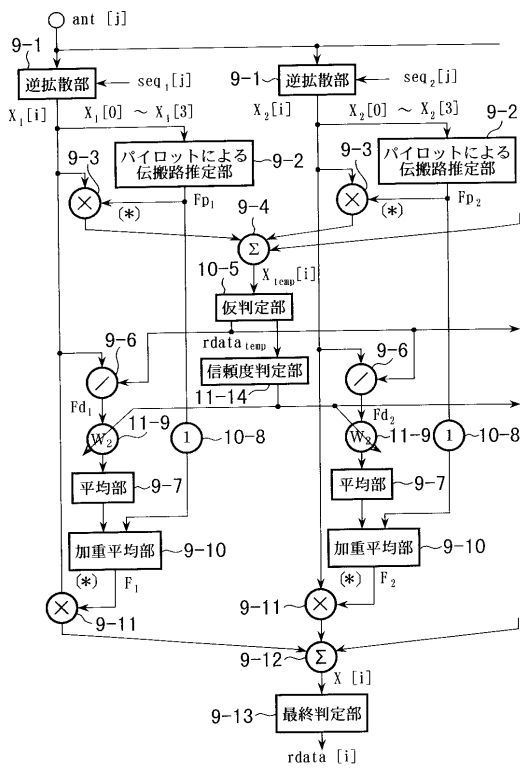 ant [j]
9-1
逆拡散部
seq₁[j]
9-1
逆拡散部
seq₂[j]
X₁[i]
X₁[0] ～ X₁[3]
X₂[i]
X₂[0] ～ X₂[3]
9-2
9-3
パイロットによる
伝搬路推定部
9-2
9-3
パイロットによる
伝搬路推定部
×
(*)
Fp₁
9-4
×
(*)
Fp₂
Σ
10-5
Xtemp[i]
仮判定部
rdatatemp
9-6
信頼度判定部
11-14
9-6
／
Fd₁
／
Fd₂
W₂
11-9
1
10-8
W₂
11-9
1
10-8
平均部
9-7
平均部
9-7
加重平均部
9-10
加重平均部
9-10
(*)
F₁
(*)
F₂
×
9-11
9-11
×
9-12
Σ
X [i]
9-13
最終判定部
rdata [i]